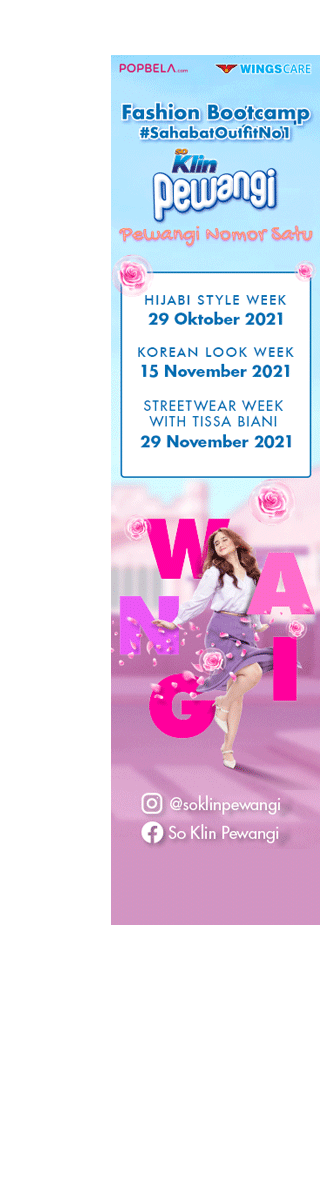 POPBELA.com
WINGSCARE
Fashion Bootcamp
#SahabatOutfitNo1
So Klin
Pewangi
Pewangi Nomor Satu
HIJABI STYLE WEEK
29 Oktober 2021
KOREAN LOOK WEEK
15 November 2021
STREETWEAR WEEK
WITH TISSA BIANI
29 November 2021
W
A
N
G
I
@soklinpewangi
So Klin Pewangi